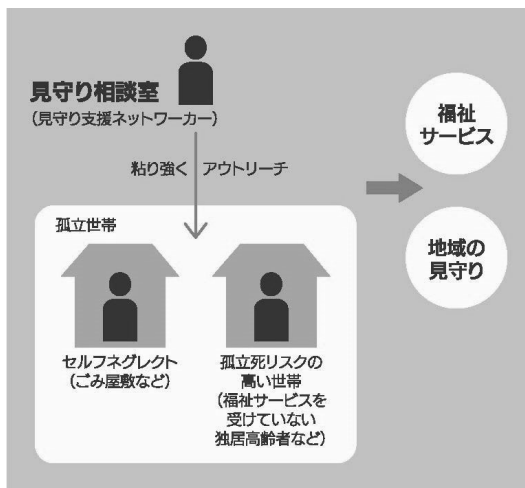 見守り相談室
（見守り支援ネットワーカー）
粘り強く アウトリーチ
孤立世帯
セルフネグレクト
（ごみ屋敷など）
孤立死リスクの
高い世帯
（福祉サービスを
受けていない
独居高齢者など）
福祉
サービス
地域の
見守り